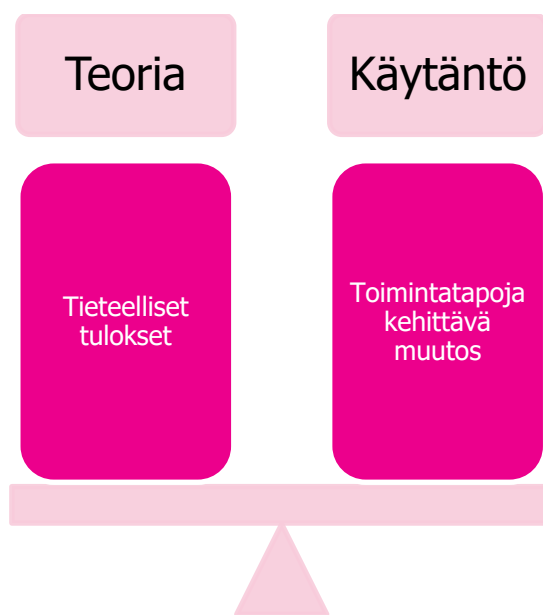 Teoria
Käytäntö
Tieteelliset
tulokset
Toimintatapoja
kehittävä
muutos